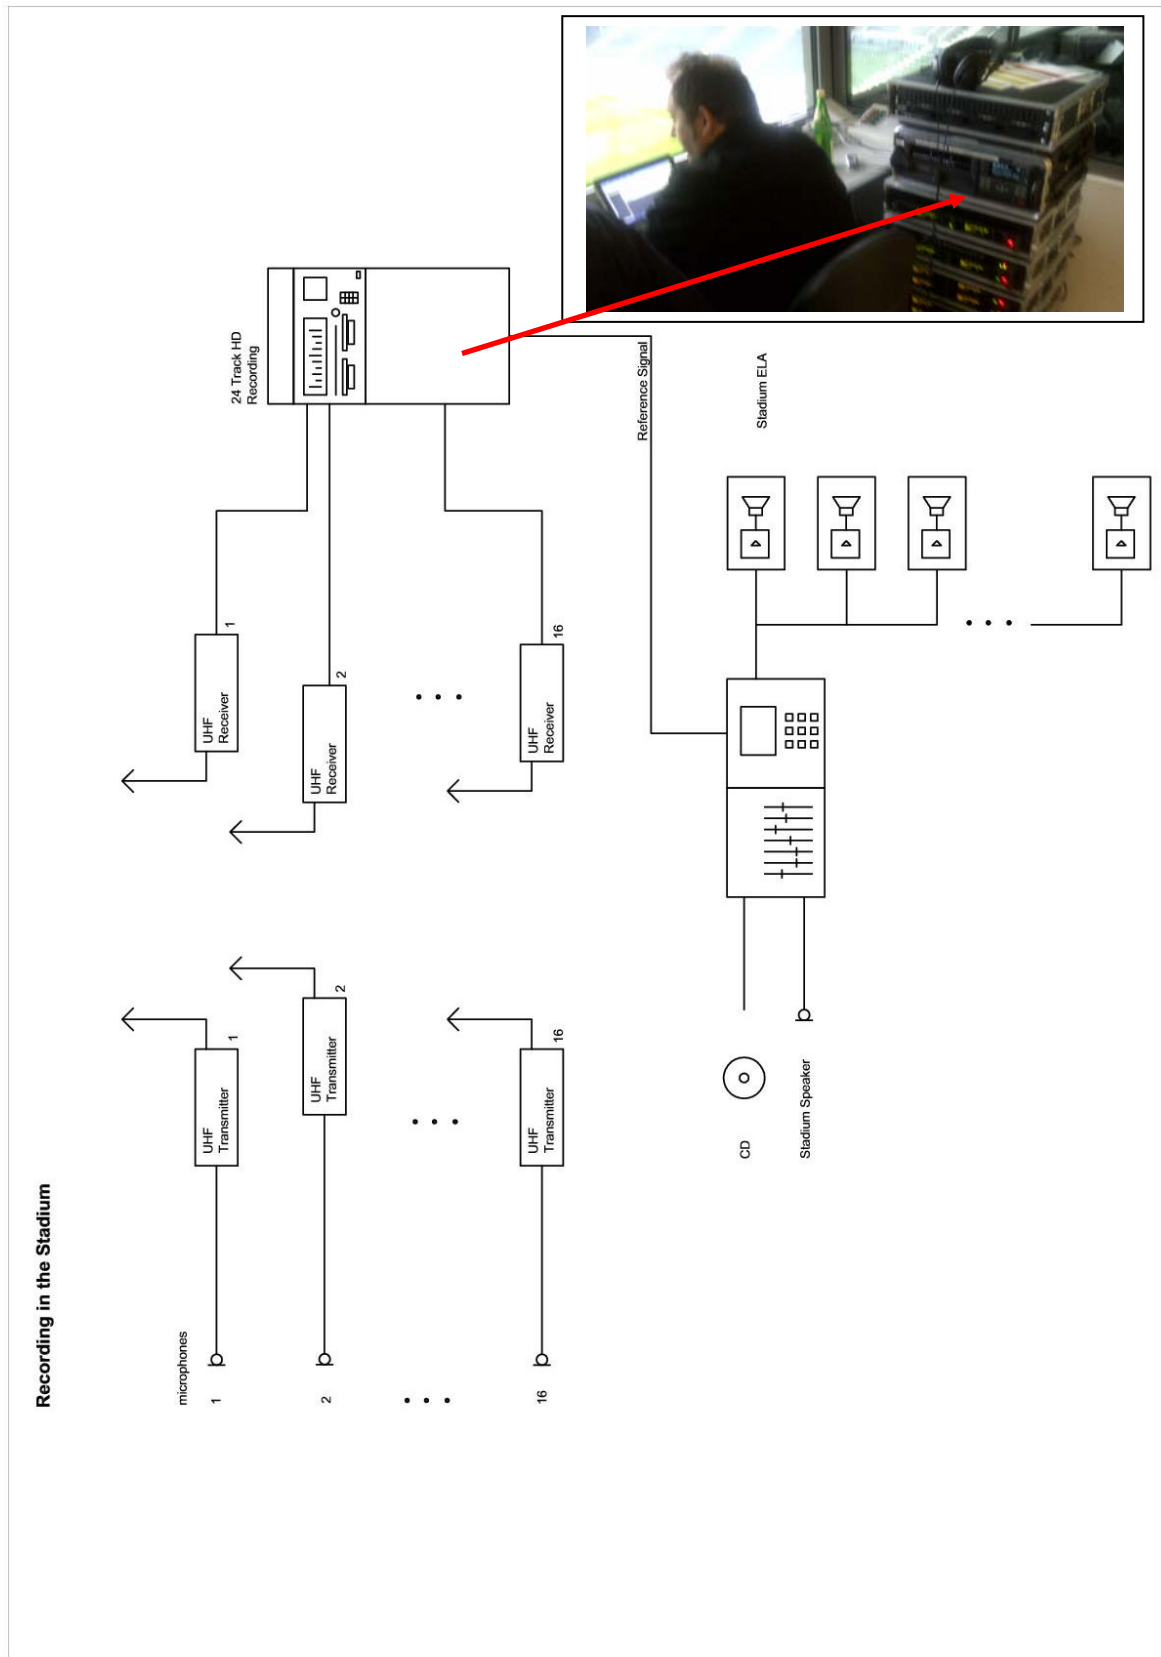 Recording in the Stadium
microphones
1
2
16
UHF
Transmitter
1
UHF
Transmitter
2
UHF
Transmitter
16
UHF
Receiver
1
UHF
Receiver
2
UHF
Receiver
16
24 Track HD
Recording
Reference Signal
CD
Stadium Speaker
Stadium ELA